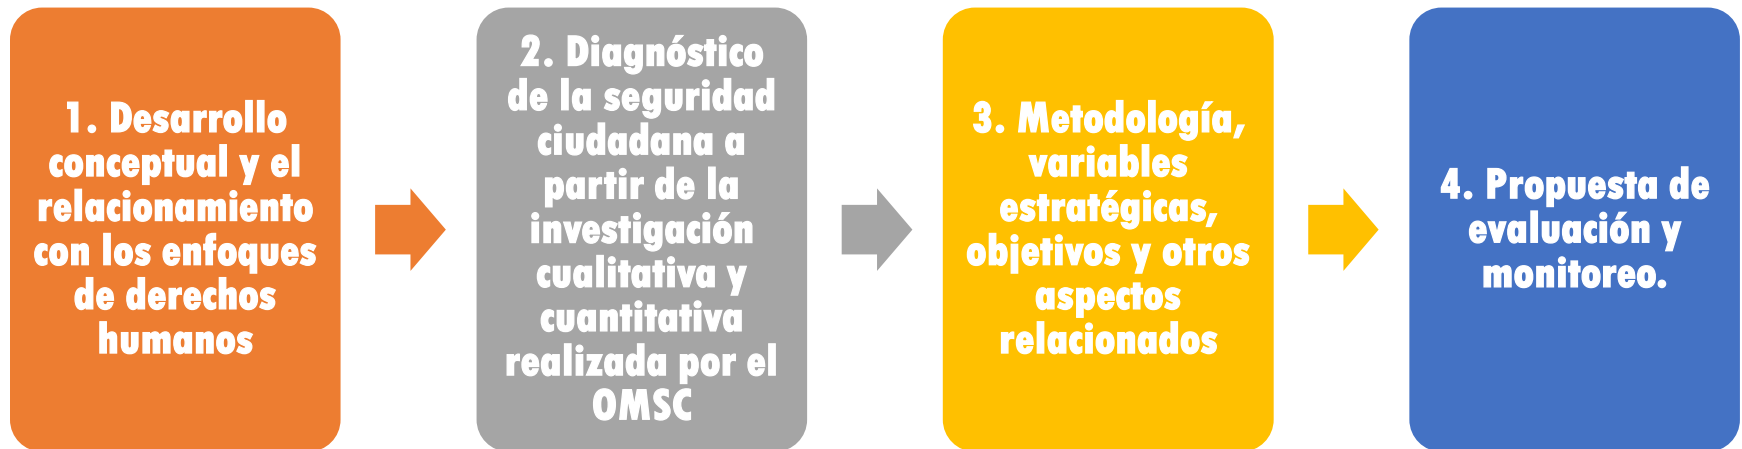 1. Desarrollo
conceptual y el
relacionamiento
con los enfoques
de derechos
humanos
2. Diagnóstico
de la seguridad
ciudadana a
partir de la
investigación
cualitativa y
cuantitativa
realizada por el
OMSC
3. Metodología,
variables
estratégicas,
objetivos y otros
aspectos
relacionados
4. Propuesta de
evaluación y
monitoreo.